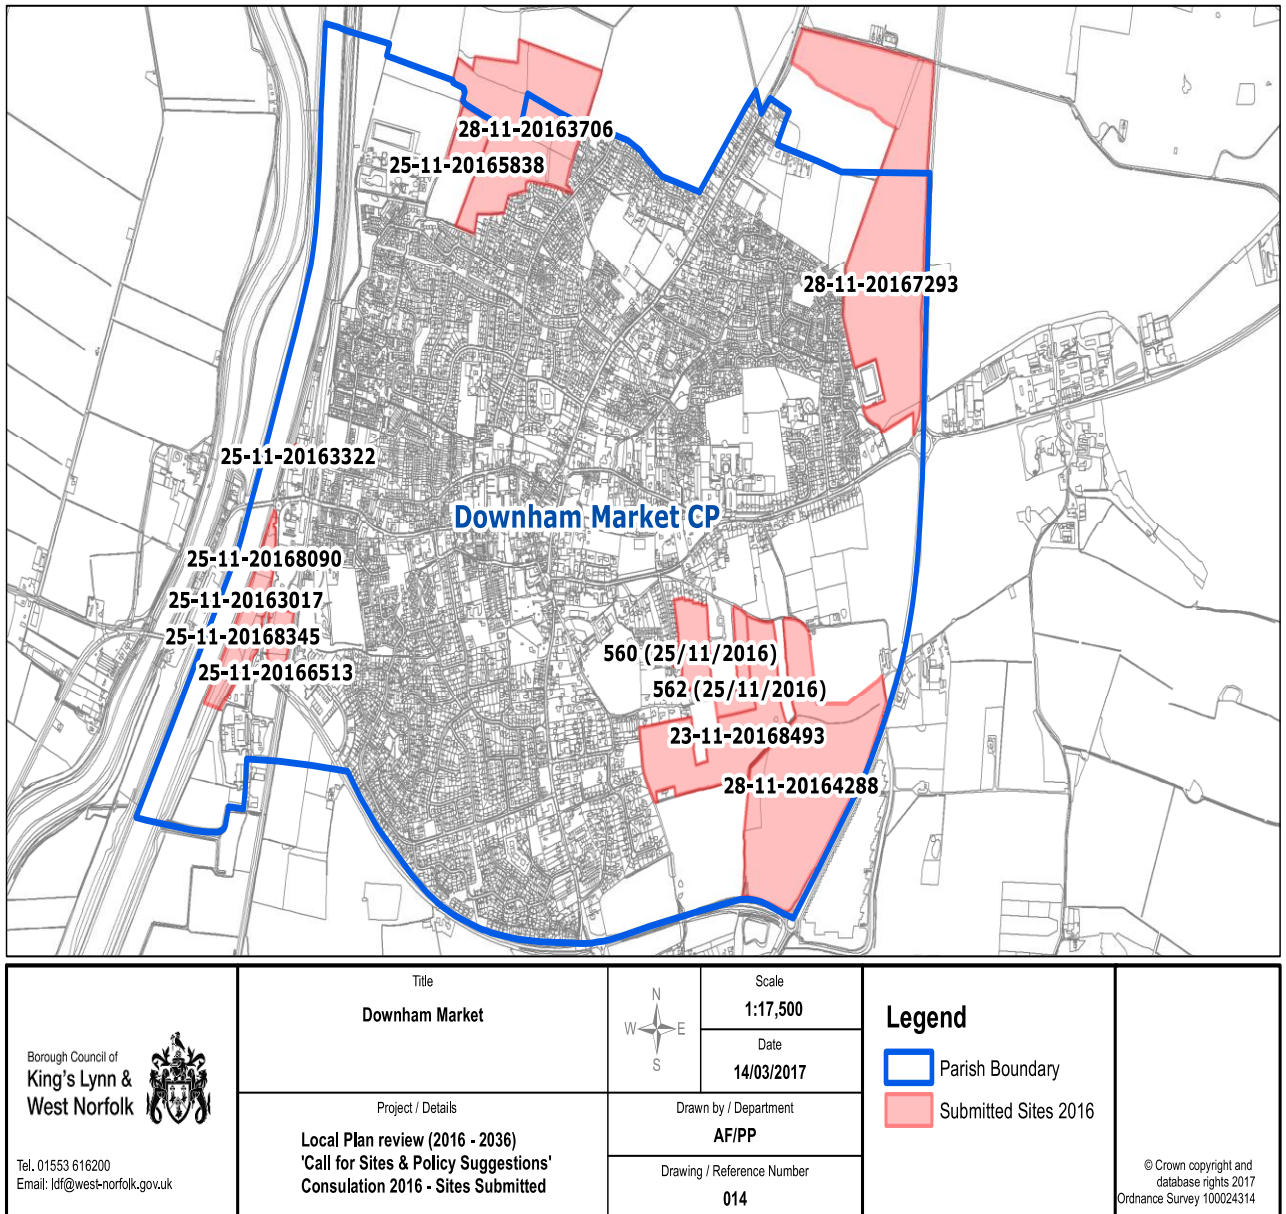 28-11-20163706
25-11-20165838
28-11-20167293
25-11-20163322
Downham Market CP
25-11-20168090
25-11-20163017
25-11-20168345
25-11-20166513
560 (25/11/2016)
562 (25/11/2016)
23-11-20168493
28-11-20164288
Borough Council of
King's Lynn &
West Norfolk
Tel. 01553 616200
Email: ldf@west-norfolk.gov.uk
Title
Downham Market
Project / Details
Local Plan review (2016 - 2036)
'Call for Sites & Policy Suggestions'
Consulation 2016 - Sites Submitted
N
W E
S
Scale
1:17,500
Date
14/03/2017
Drawn by / Department
AF/PP
Drawing / Reference Number
014
Legend
Parish Boundary
Submitted Sites 2016
© Crown copyright and
database rights 2017
Ordnance Survey 100024314